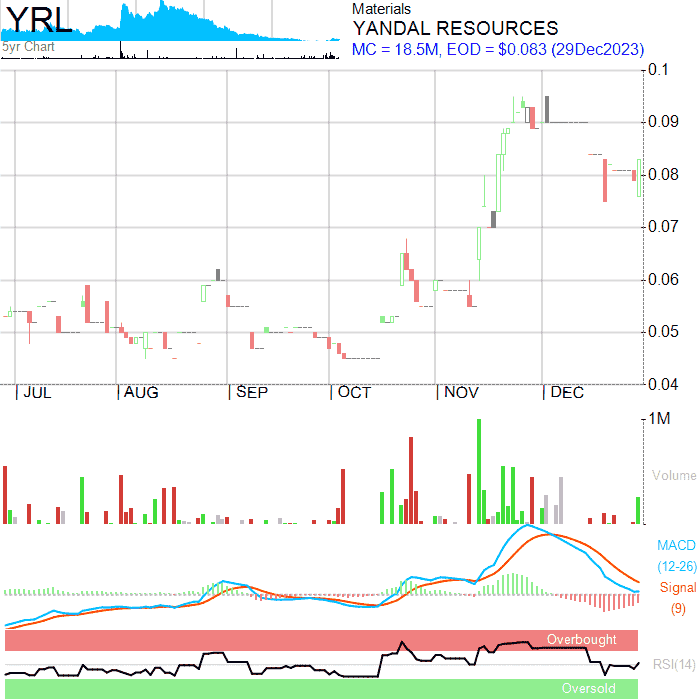 YRL
5yr Chart
Materials
YANDAL RESOURCES
MC = 18.5M, EOD = $0.083 (29Dec2023)
0.1
0.09
0.08
0.07
0.06
0.05
0.04
JUL AUG SEP OCT NOV DEC
1M
Volume
MACD
(12-26)
Signal
(9)
Overbought
RSI(14)
Oversold